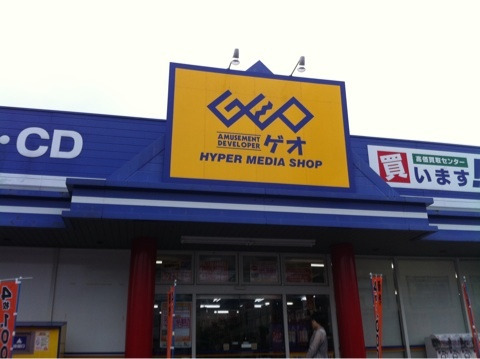 GEO
AMUSEMENT
DEVELOPER
ゲオ
HYPER MEDIA SHOP
・CD
高価買取センター
買います